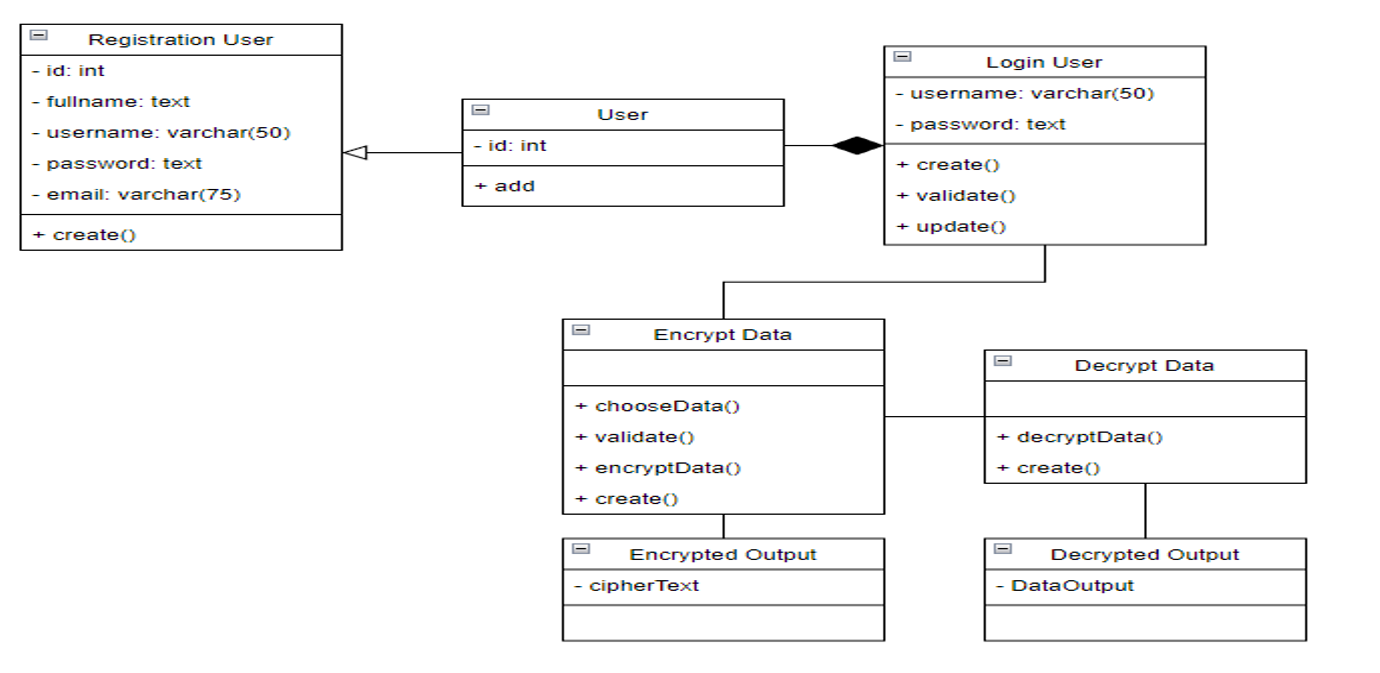 Registration User
- id: int
- fullname: text
- username: varchar(50)
- password: text
- email: varchar(75)
+ create()
User
- id: int
+ add
Login User
- username: varchar(50)
- password: text
+ create()
+ validate()
+ update()
Encrypt Data
+ chooseData()
+ validate()
+ encryptData()
+ create()
Decrypt Data
+ decryptData()
+ create()
Encrypted Output
- cipherText
Decrypted Output
- DataOutput